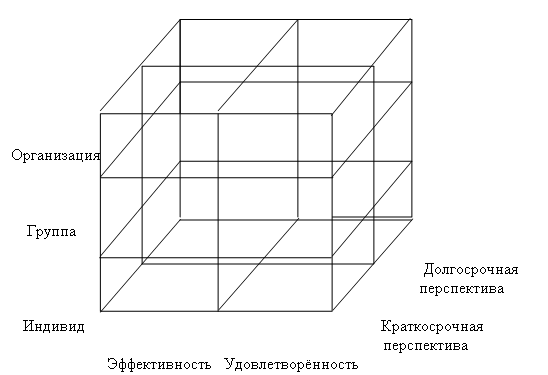 Организация
Группа
Долгосрочная
перспектива
Индивид
Краткосрочная
перспектива
Эффективность Удовлетворённость